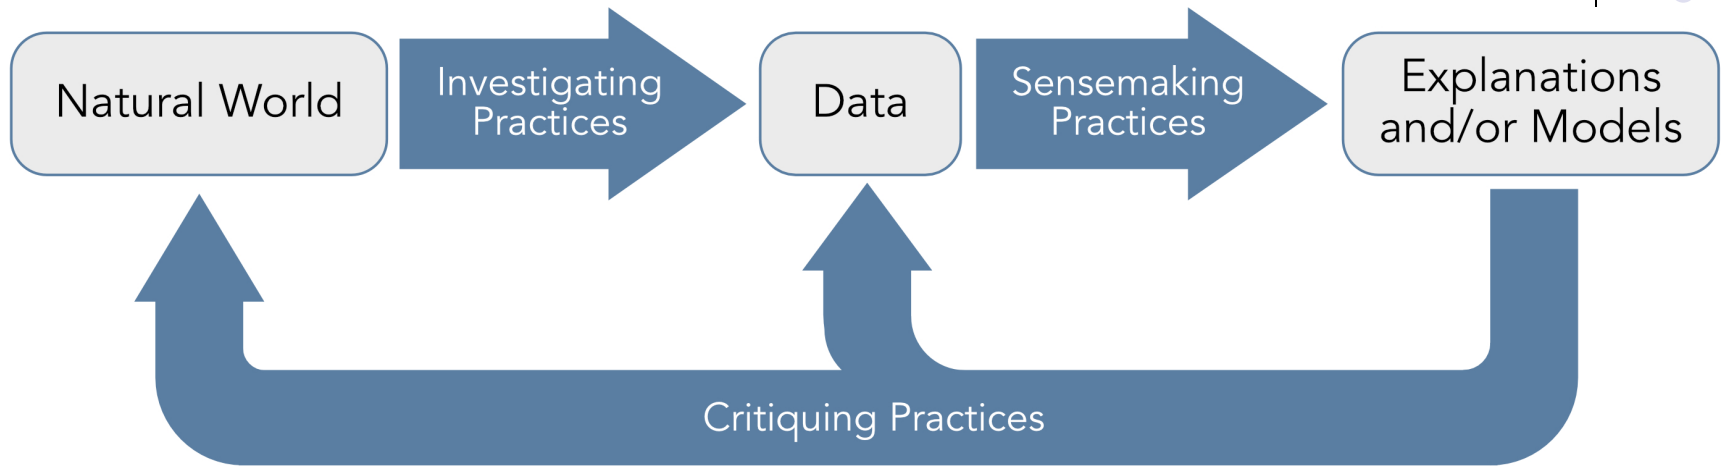 Natural World
Investigating
Practices
Data
Sensemaking
Practices
Explanations
and/or Models
Critiquing Practices